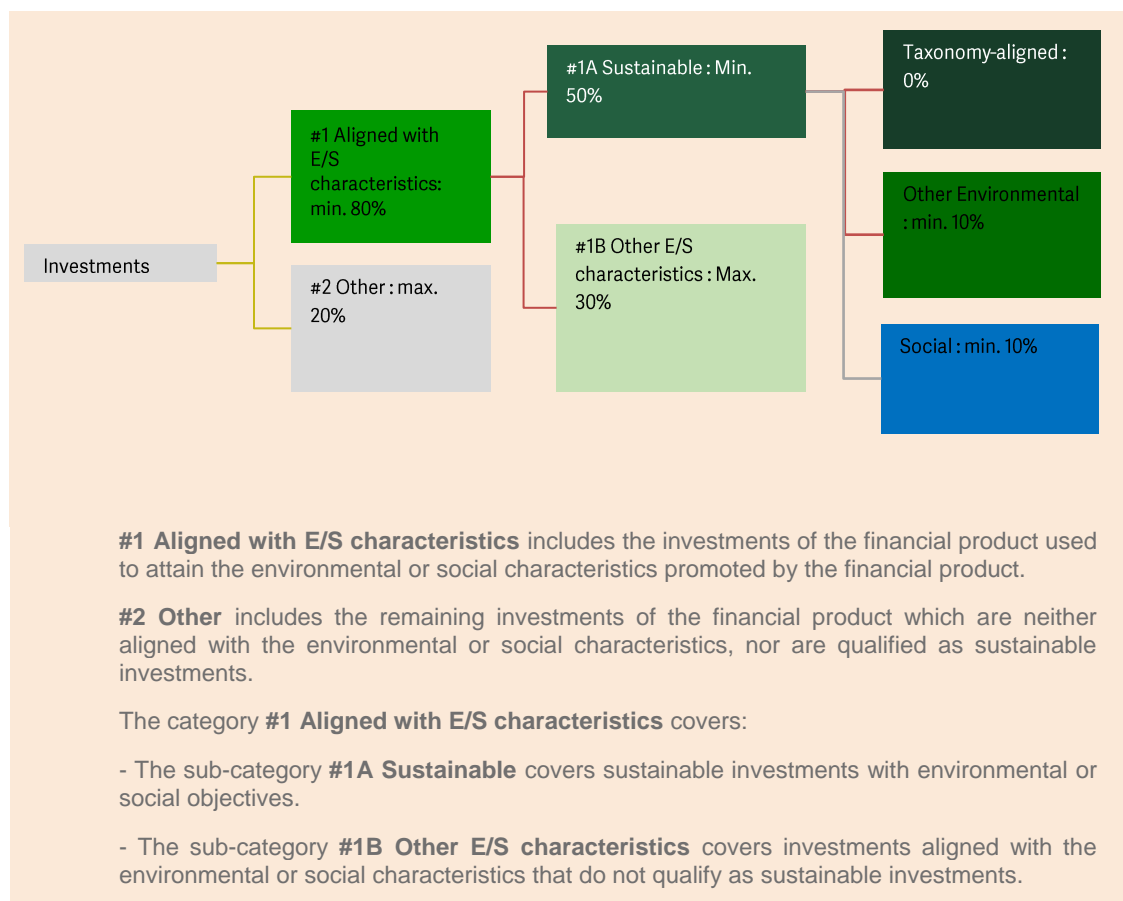 Investments
#1 Aligned with
E/S
characteristics:
min. 80%
#2 Other : max.
20%
#1A Sustainable : Min.
50%
#1B Other E/S
characteristics : Max.
30%
Taxonomy-aligned :
0%
Other Environmental
: min. 10%
Social : min. 10%
#1 Aligned with E/S characteristics includes the investments of the financial product used
to attain the environmental or social characteristics promoted by the financial product.
#2 Other includes the remaining investments of the financial product which are neither
aligned with the environmental or social characteristics, nor are qualified as sustainable
investments.
The category #1 Aligned with E/S characteristics covers:
- The sub-category #1A Sustainable covers sustainable investments with environmental or
social objectives.
- The sub-category #1B Other E/S characteristics covers investments aligned with the
environmental or social characteristics that do not qualify as sustainable investments.